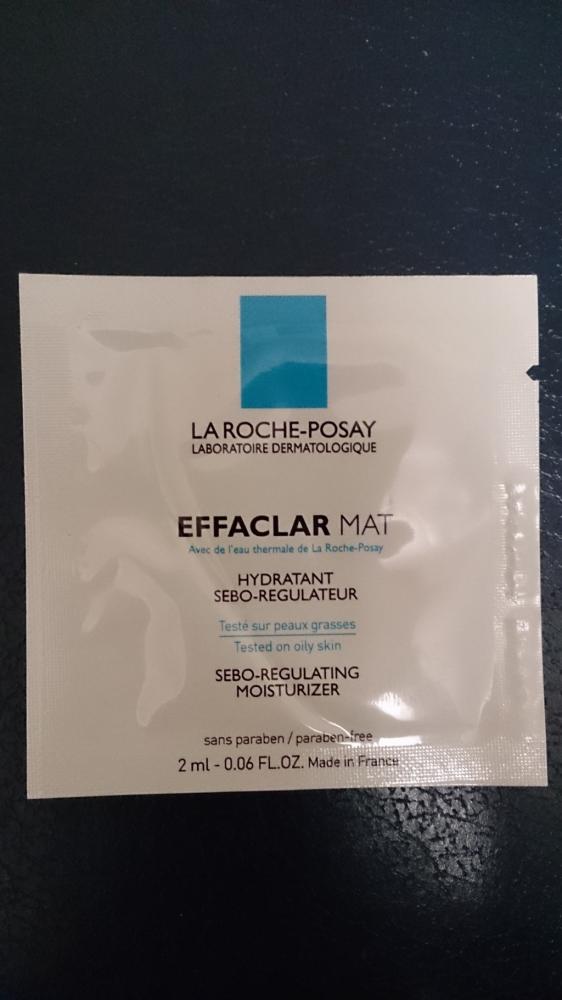 LA ROCHE-POSAY
LABORATOIRE DERMATOLOGIQUE
EFFACLAR MAT
Avec de l'eau thermale de La Roche-Posay
HYDRATANT
SEBO-REGULATEUR
Testé sur peaux grasses
Tested on oily skin
SEBO-REGULATING
MOISTURIZER
sans paraben / paraben-free
2 ml - 0.06 FL.OZ. Made in France